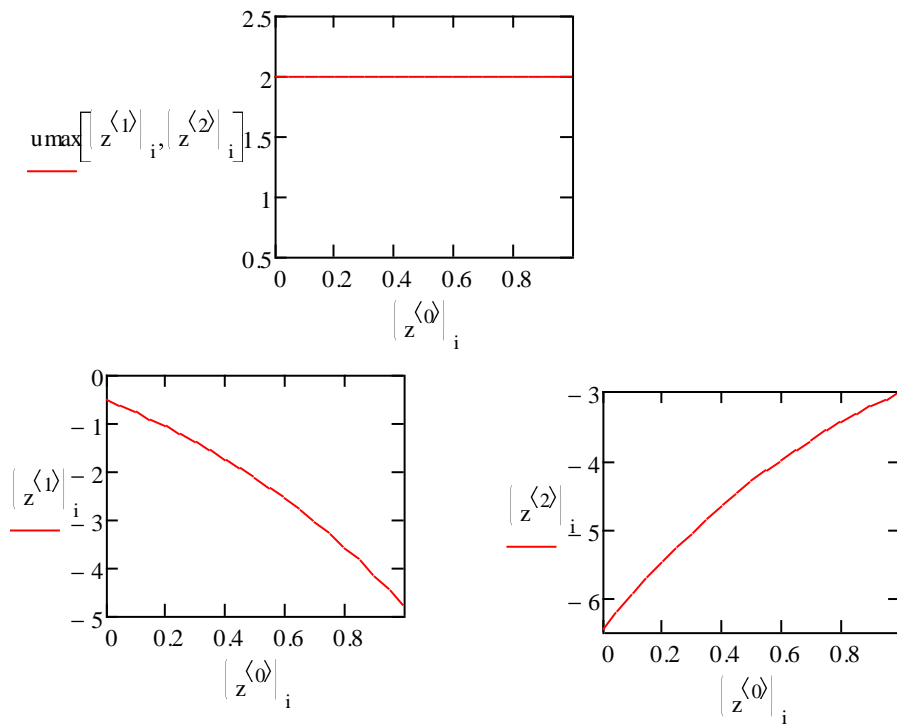 2.5
2
umax[(z⟨1⟩)i,(z⟨2⟩)i] 1.5
1
0.5
0 0.2 0.4 0.6 0.8
(z⟨0⟩)i
0
− 1
− 2
(z⟨1⟩)i
− 3
− 4
− 5
0 0.2 0.4 0.6 0.8
(z⟨0⟩)i
− 3
− 4
(z⟨2⟩)i
− 5
− 6
0 0.2 0.4 0.6 0.8
(z⟨0⟩)i